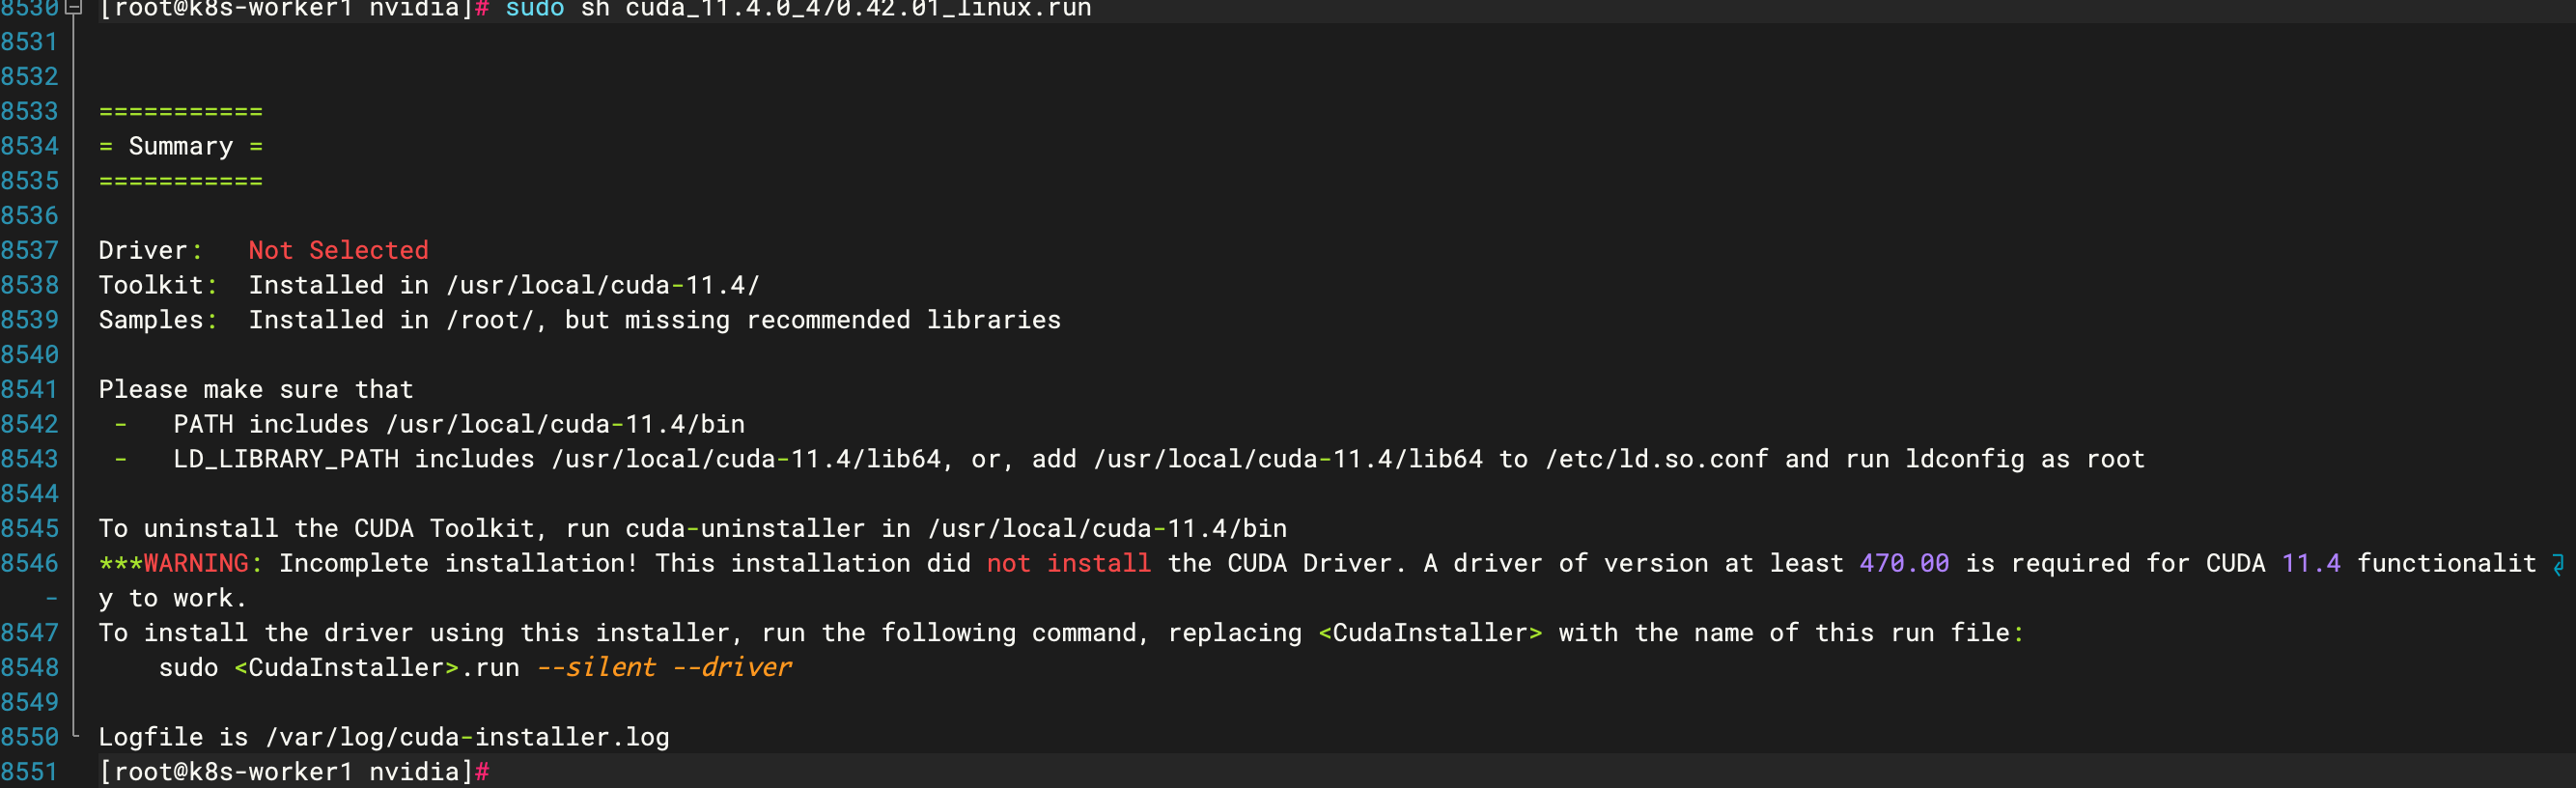 8530 [root@k8s-worker1 nvidia]# sudo sh cuda_11.4.0_470.42.01_linux.run
8531
8532
8533 ===========
8534 = Summary =
8535 ===========
8536
8537 Driver:   Not Selected
8538 Toolkit:  Installed in /usr/local/cuda-11.4/
8539 Samples:  Installed in /root/, but missing recommended libraries
8540
8541 Please make sure that
8542  -   PATH includes /usr/local/cuda-11.4/bin
8543  -   LD_LIBRARY_PATH includes /usr/local/cuda-11.4/lib64, or, add /usr/local/cuda-11.4/lib64 to /etc/ld.so.conf and run ldconfig as root
8544
8545 To uninstall the CUDA Toolkit, run cuda-uninstaller in /usr/local/cuda-11.4/bin
8546 ***WARNING: Incomplete installation! This installation did not install the CUDA Driver. A driver of version at least 470.00 is required for CUDA 11.4 functionalit
- y to work.
8547 To install the driver using this installer, run the following command, replacing <CudaInstaller> with the name of this run file:
8548     sudo <CudaInstaller>.run --silent --driver
8549
8550 Logfile is /var/log/cuda-installer.log
8551 [root@k8s-worker1 nvidia]#